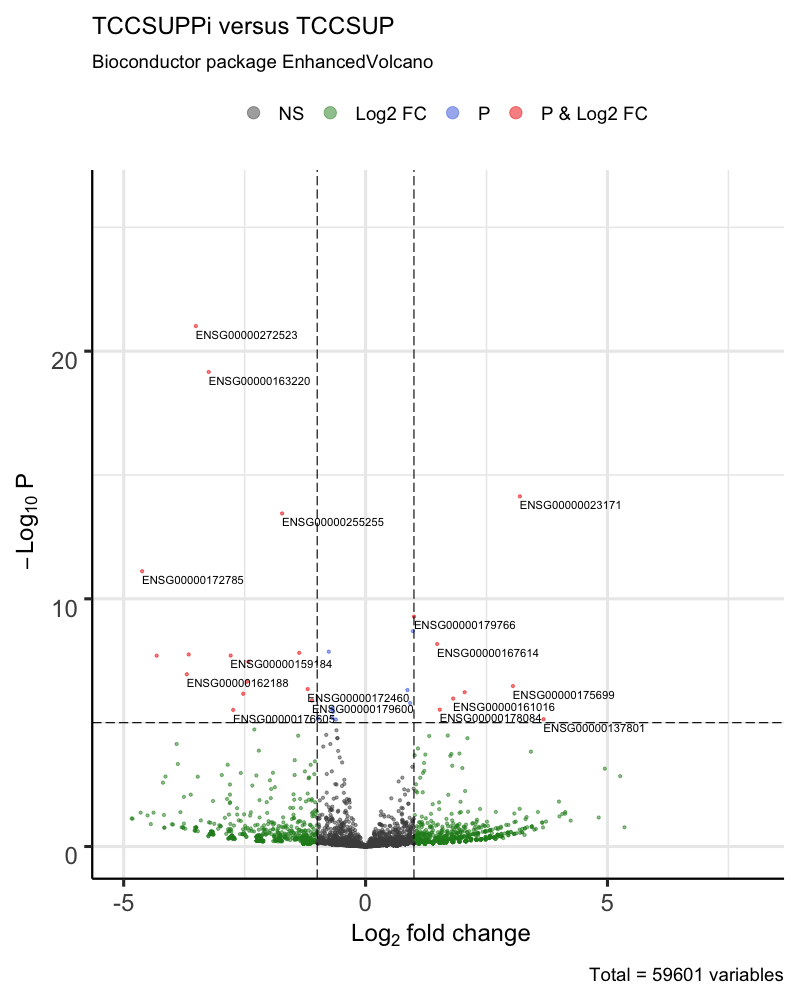 TCCSUPPi versus TCCSUP
Bioconductor package EnhancedVolcano
NS Log2 FC P P & Log2 FC
20
10
0
−Log10 P
ENSG00000272523
ENSG00000163220
ENSG00000023171
ENSG00000255255
ENSG00000172785
ENSG00000179766
ENSG00000167614
ENSG00000159184
ENSG00000162188
ENSG00000172460
ENSG00000175699
ENSG00000161016
ENSG00000179600
ENSG00000176605
ENSG00000178084
ENSG00000137801
-5 0 5
Log2 fold change
Total = 59601 variables